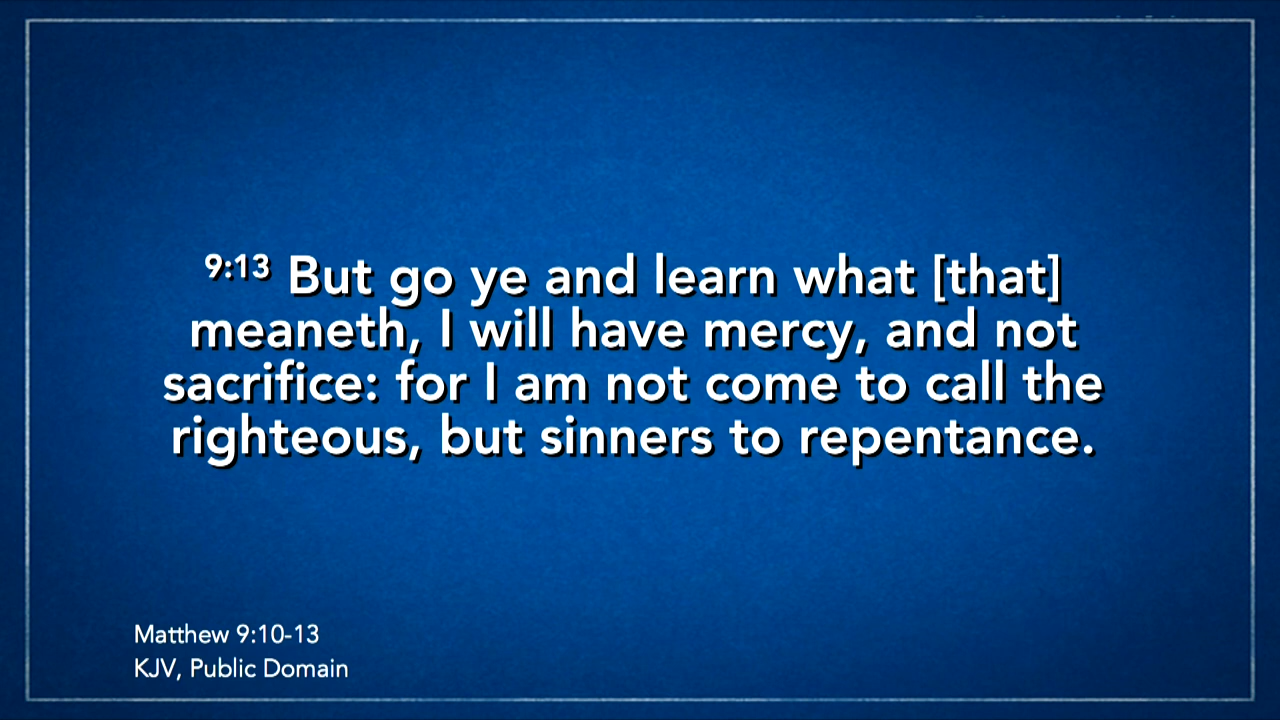 9:13 But go ye and learn what [that]
meaneth, I will have mercy, and not
sacrifice: for I am not come to call the
righteous, but sinners to repentance.
Matthew 9:10-13
KJV, Public Domain